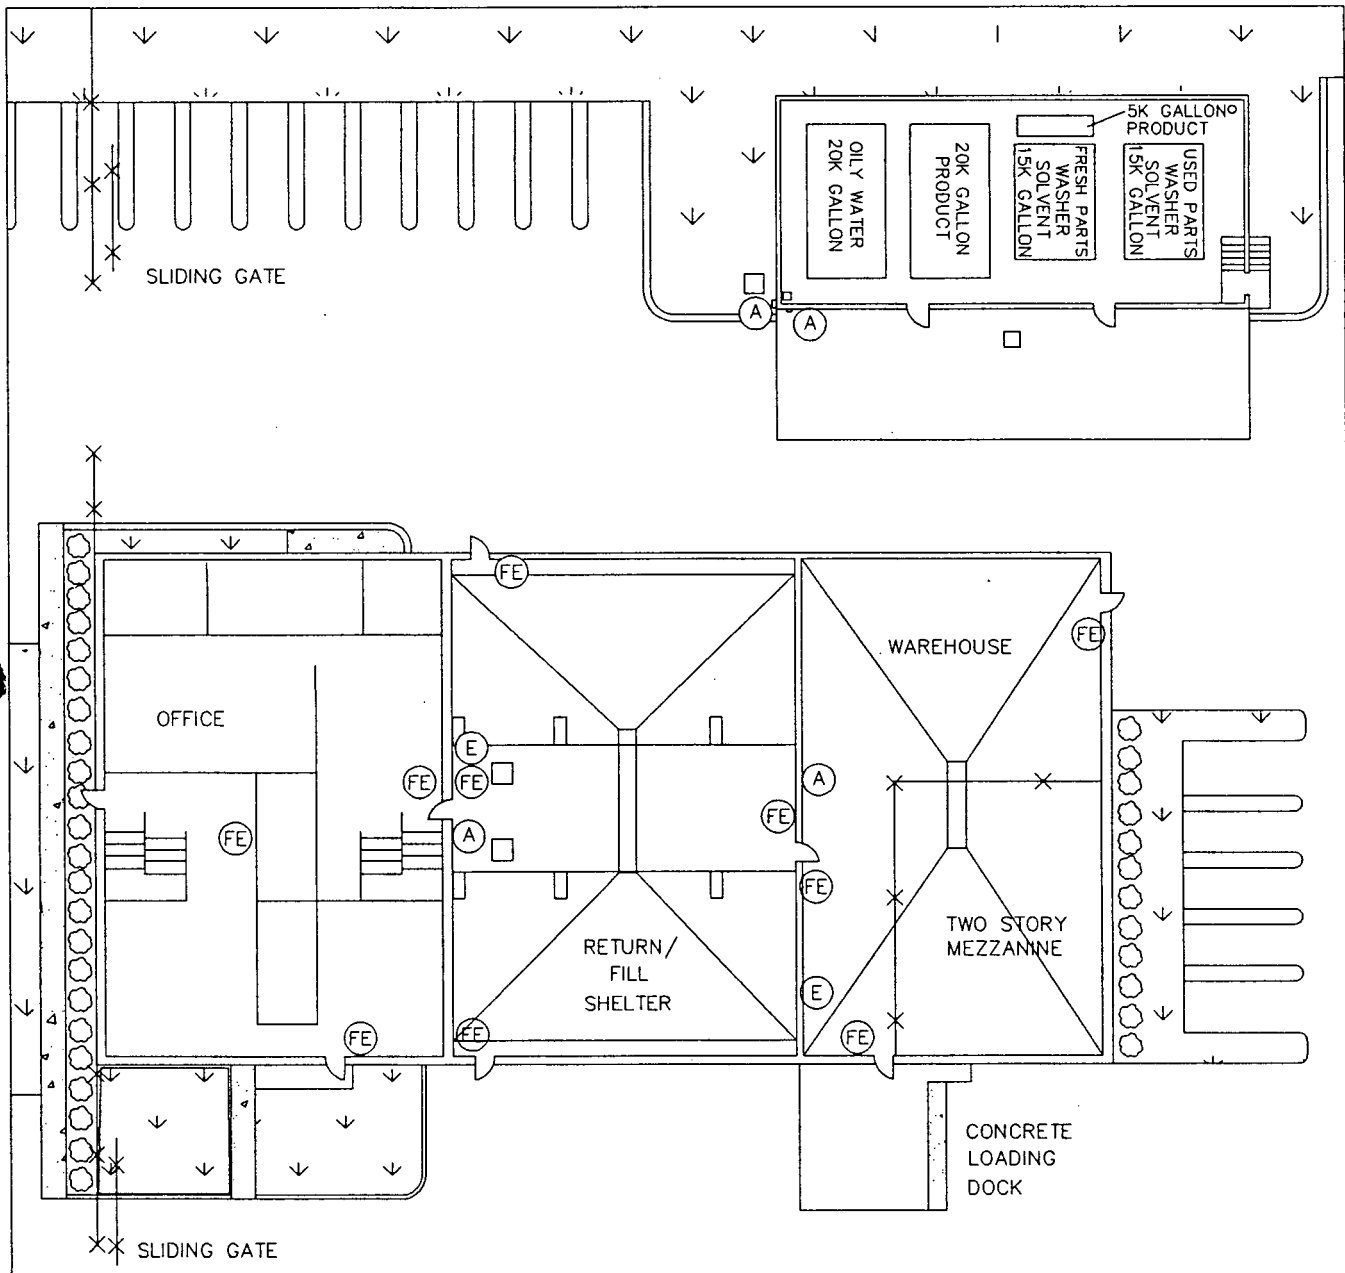 5K GALLON
PRODUCT
OILY WATER
20K GALLON
20K GALLON
PRODUCT
FRESH PARTS
WASHER
SOLVENT
15K GALLON
USED PARTS
WASHER
SOLVENT
15K GALLON
SLIDING GATE
A
A
FE
FE
WAREHOUSE
OFFICE
E
FE
FE
A
A
FE
FE
FE
TWO STORY
MEZZANINE
RETURN/
FILL
SHELTER
E
FE
FE
FE
CONCRETE
LOADING
DOCK
SLIDING GATE